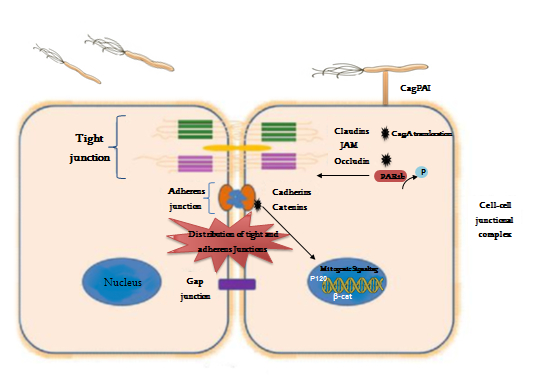 CagPAI
Tight
junction
Claudins
JAM
Occludin
CagA translocation
PAR1b
P
Adherens
junction
Cadherins
Catenins
Cell-cell
junctional
complex
Distribution of tight and
adherens Junctions
Mitogenic Signaling
P120
β-cat
Nucleus
Gap
junction